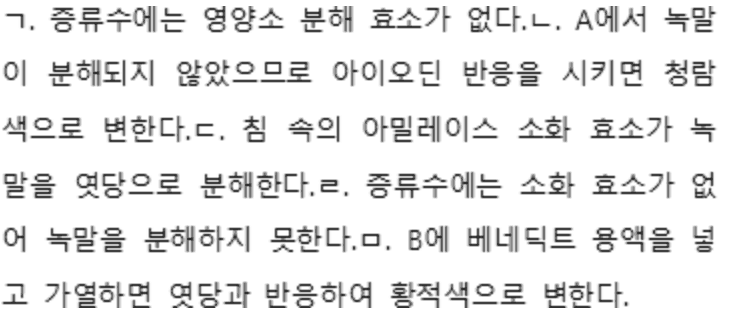 ㄱ. 증류수에는 영양소 분해 효소가 없다.ㄴ. A에서 녹말
이 분해되지 않았으므로 아이오딘 반응을 시키면 청람
색으로 변한다.ㄷ. 침 속의 아밀레이스 소화 효소가 녹
말을 엿당으로 분해한다.ㄹ. 증류수에는 소화 효소가 없
어 녹말을 분해하지 못한다.ㅁ. B에 베네딕트 용액을 넣
고 가열하면 엿당과 반응하여 황적색으로 변한다.